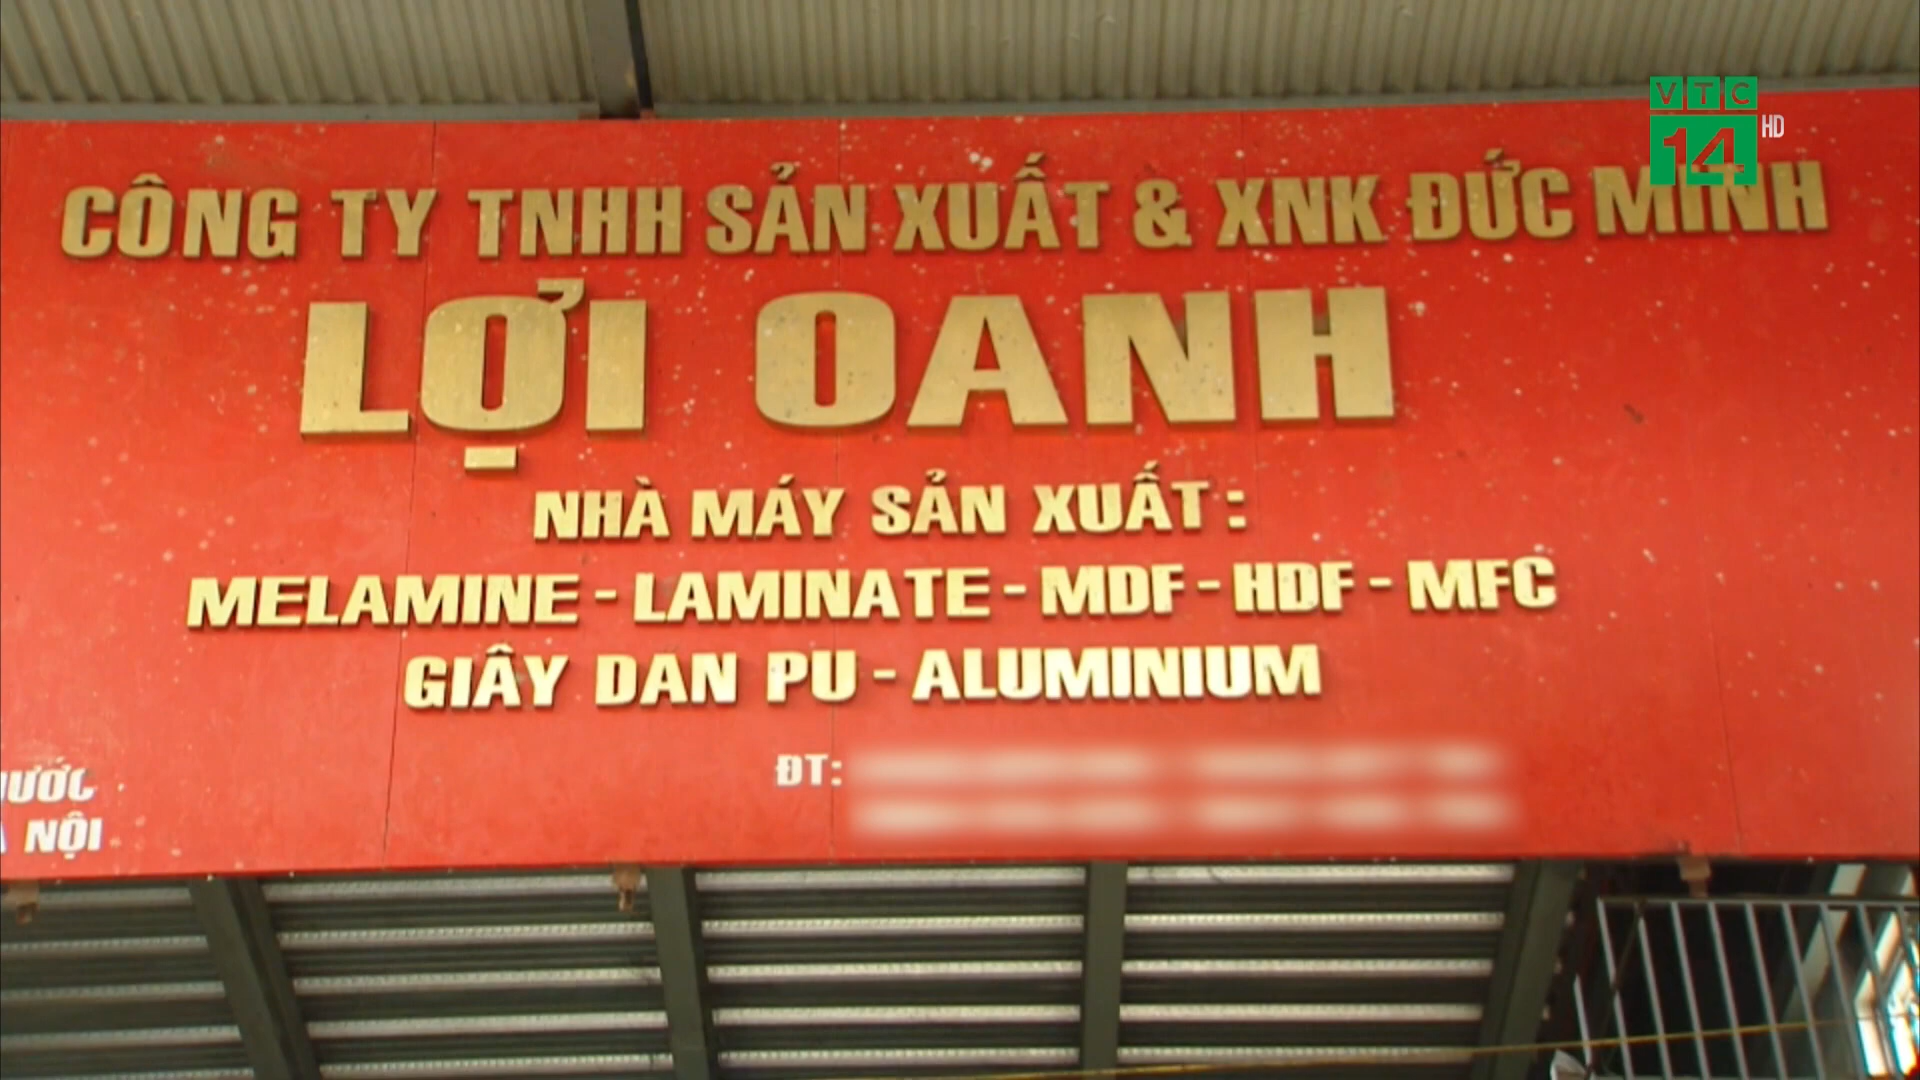 VTC
14 HD
CÔNG TY TNHH SẢN XUẤT & XNK ĐỨC MINH
LỢI OANH
NHÀ MÁY SẢN XUẤT :
MELAMINE - LAMINATE - MDF - HDF - MFC
GIÂY DAN PU - ALUMINIUM
ĐT:
NỘI